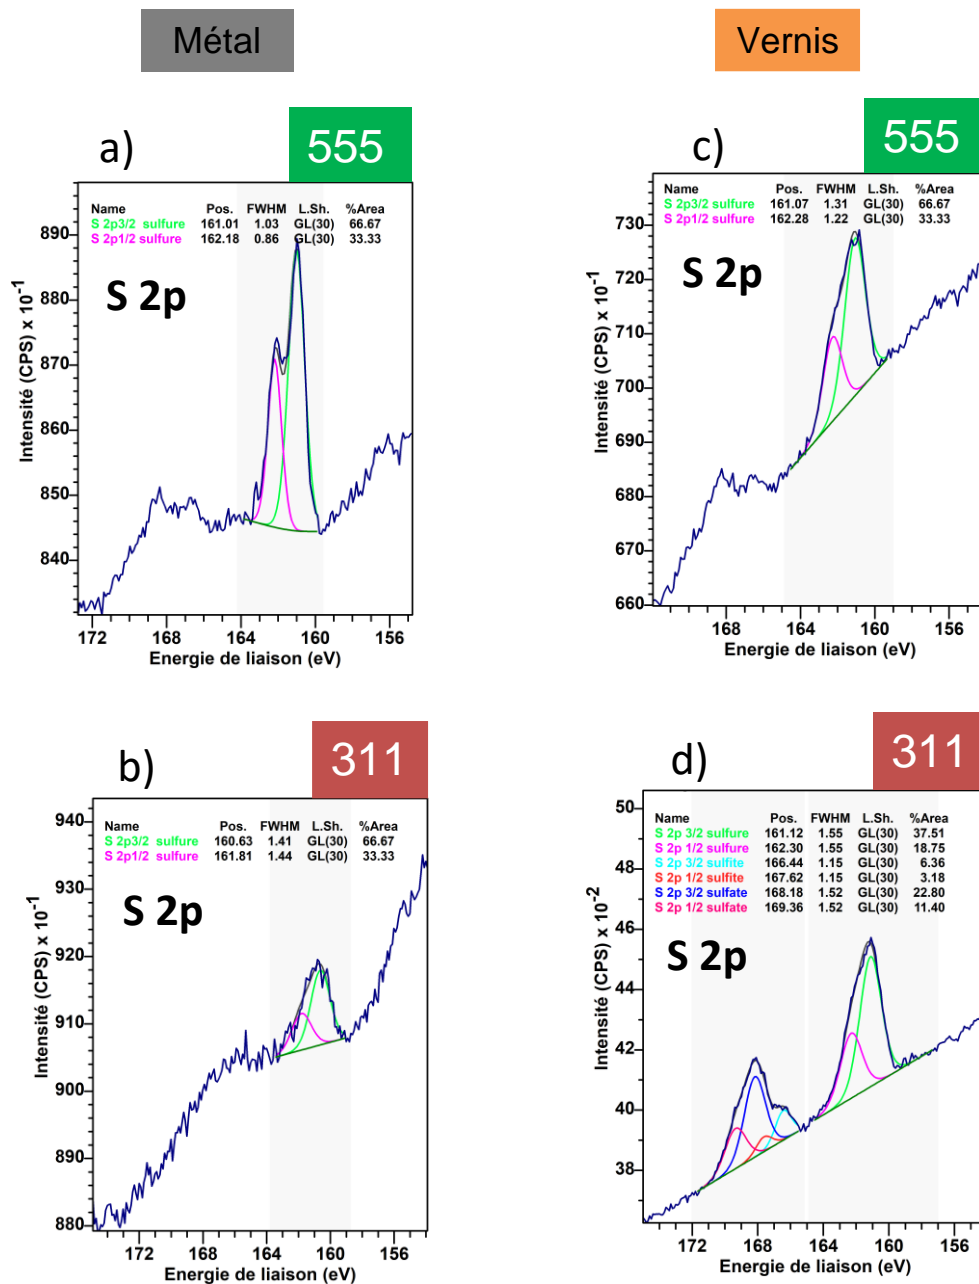 Métal
Vernis
a)
555
Name Pos. FWHM L.Sh. %Area
S 2p3/2 sulfure 161.01 1.03 GL(30) 66.67
S 2p1/2 sulfure 162.18 0.86 GL(30) 33.33
S 2p
Intensité (CPS) x 10⁻¹
890
880
870
860
850
840
172 168 164 160 156
Energie de liaison (eV)
c)
555
Name Pos. FWHM L.Sh. %Area
S 2p3/2 sulfure 161.07 1.31 GL(30) 66.67
S 2p1/2 sulfure 162.28 1.22 GL(30) 33.33
S 2p
Intensité (CPS) x 10⁻¹
730
720
710
700
690
680
670
660
168 164 160 156
Energie de liaison (eV)
b)
311
Name Pos. FWHM L.Sh. %Area
S 2p3/2 sulfure 160.63 1.41 GL(30) 66.67
S 2p1/2 sulfure 161.81 1.44 GL(30) 33.33
S 2p
Intensité (CPS) x 10⁻¹
940
930
920
910
900
890
880
172 168 164 160 156
Energie de liaison (eV)
d)
311
Name Pos. FWHM L.Sh. %Area
S 2p 3/2 sulfure 161.12 1.55 GL(30) 37.51
S 2p 1/2 sulfure 162.30 1.55 GL(30) 18.75
S 2p 3/2 sulfite 166.44 1.15 GL(30) 6.36
S 2p 1/2 sulfite 167.62 1.15 GL(30) 3.18
S 2p 3/2 sulfate 168.18 1.52 GL(30) 22.80
S 2p 1/2 sulfate 169.36 1.52 GL(30) 11.40
S 2p
Intensité (CPS) x 10⁻²
50
48
46
45
42
40
38
172 168 164 160 156
Energie de liaison (eV)